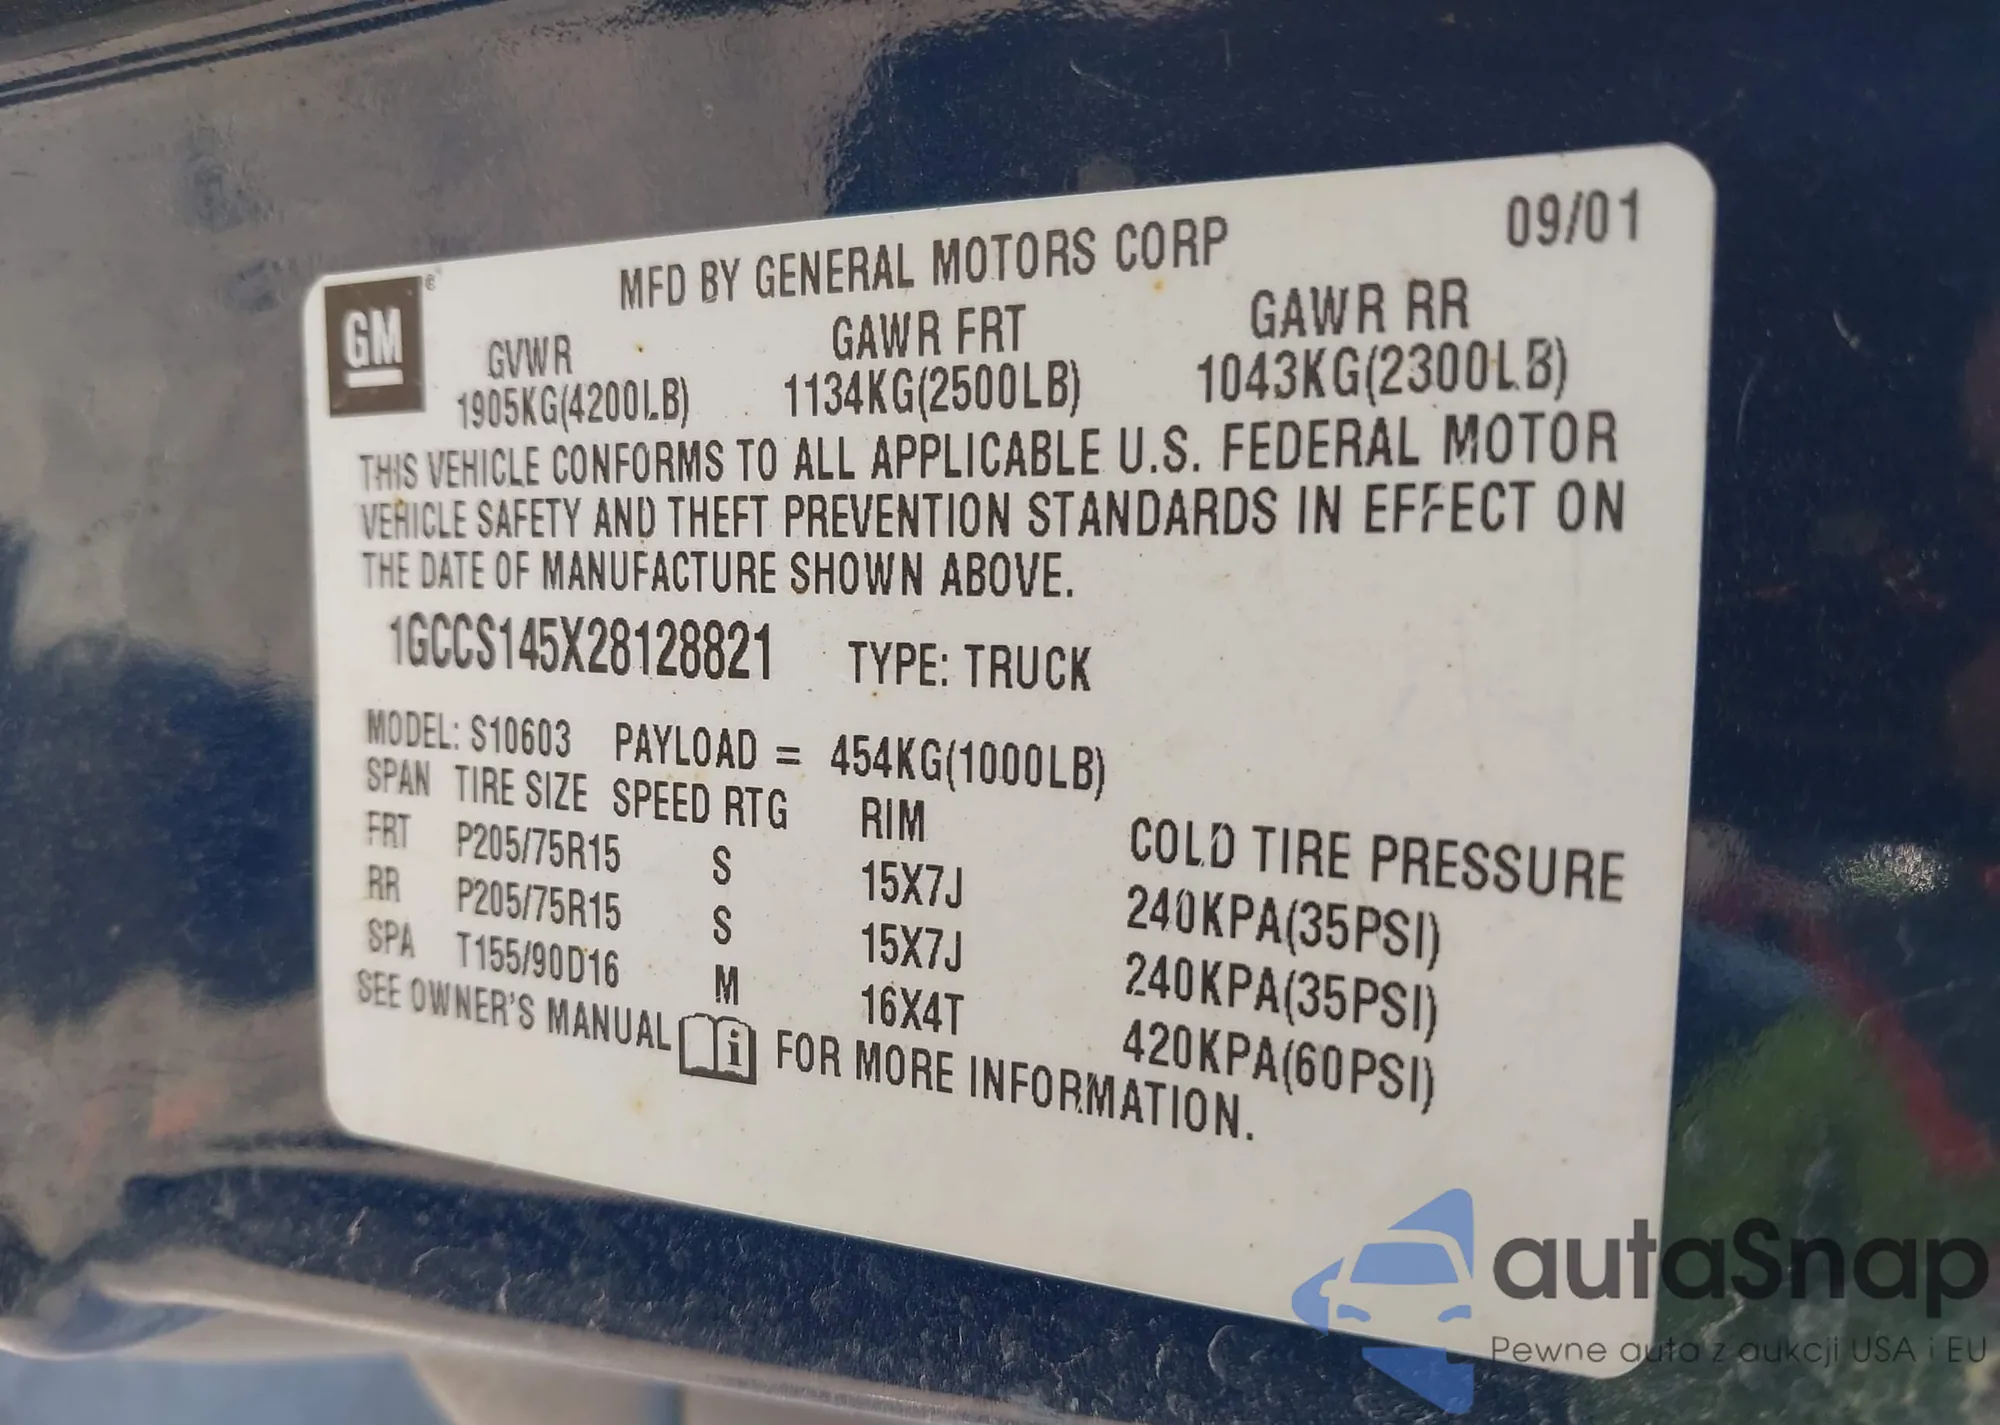 09/01
MFD BY GENERAL MOTORS CORP
GM
GVWR GAWR FRT GAWR RR
1905KG(4200LB) 1134KG(2500LB) 1043KG(2300LB)
THIS VEHICLE CONFORMS TO ALL APPLICABLE U.S. FEDERAL MOTOR
VEHICLE SAFETY AND THEFT PREVENTION STANDARDS IN EFFECT ON
THE DATE OF MANUFACTURE SHOWN ABOVE.
1GCCS145X28128821 TYPE: TRUCK
MODEL: S10603 PAYLOAD = 454KG(1000LB)
SPAN TIRE SIZE SPEED RTG RIM COLD TIRE PRESSURE
FRT P205/75R15 S 15X7J 240KPA(35PSI)
RR P205/75R15 S 15X7J 240KPA(35PSI)
SPA T155/90D16 M 16X4T 420KPA(60PSI)
SEE OWNER'S MANUAL FOR MORE INFORMATION.
autaSnap
Pewne auta z aukcji USA i EU